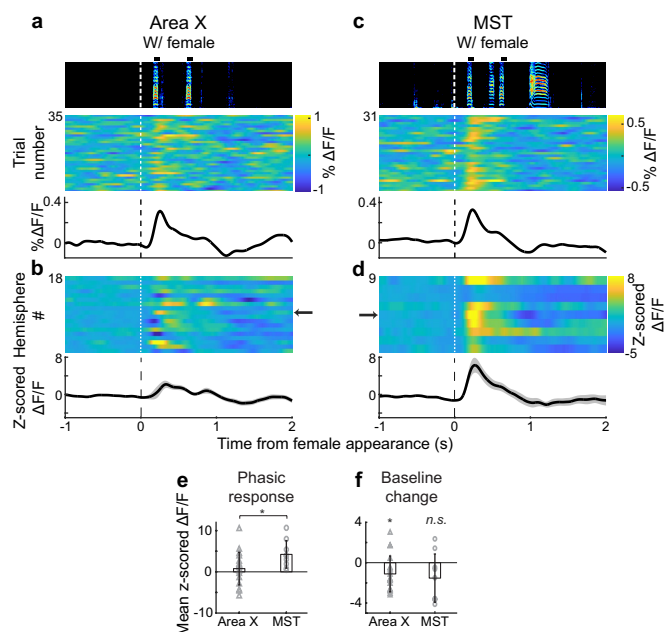 a Area X
W/ female
c MST
W/ female
35
Trial number
1
% ΔF/F
-1
31
0.5
% ΔF/F
-0.5
0.4
%ΔF/F
0
0.4
0
b
18
Hemisphere #
d
9
8
Z-scored ΔF/F
-5
8
Z-scored ΔF/F
0
-1 0 1 2
8
0
-1 0 1 2
Time from female appearance (s)
e Phasic response
*
Mean z-scored ΔF/F
10
0
-10
Area X MST
f Baseline change
* n.s.
4
0
-4
Area X MST